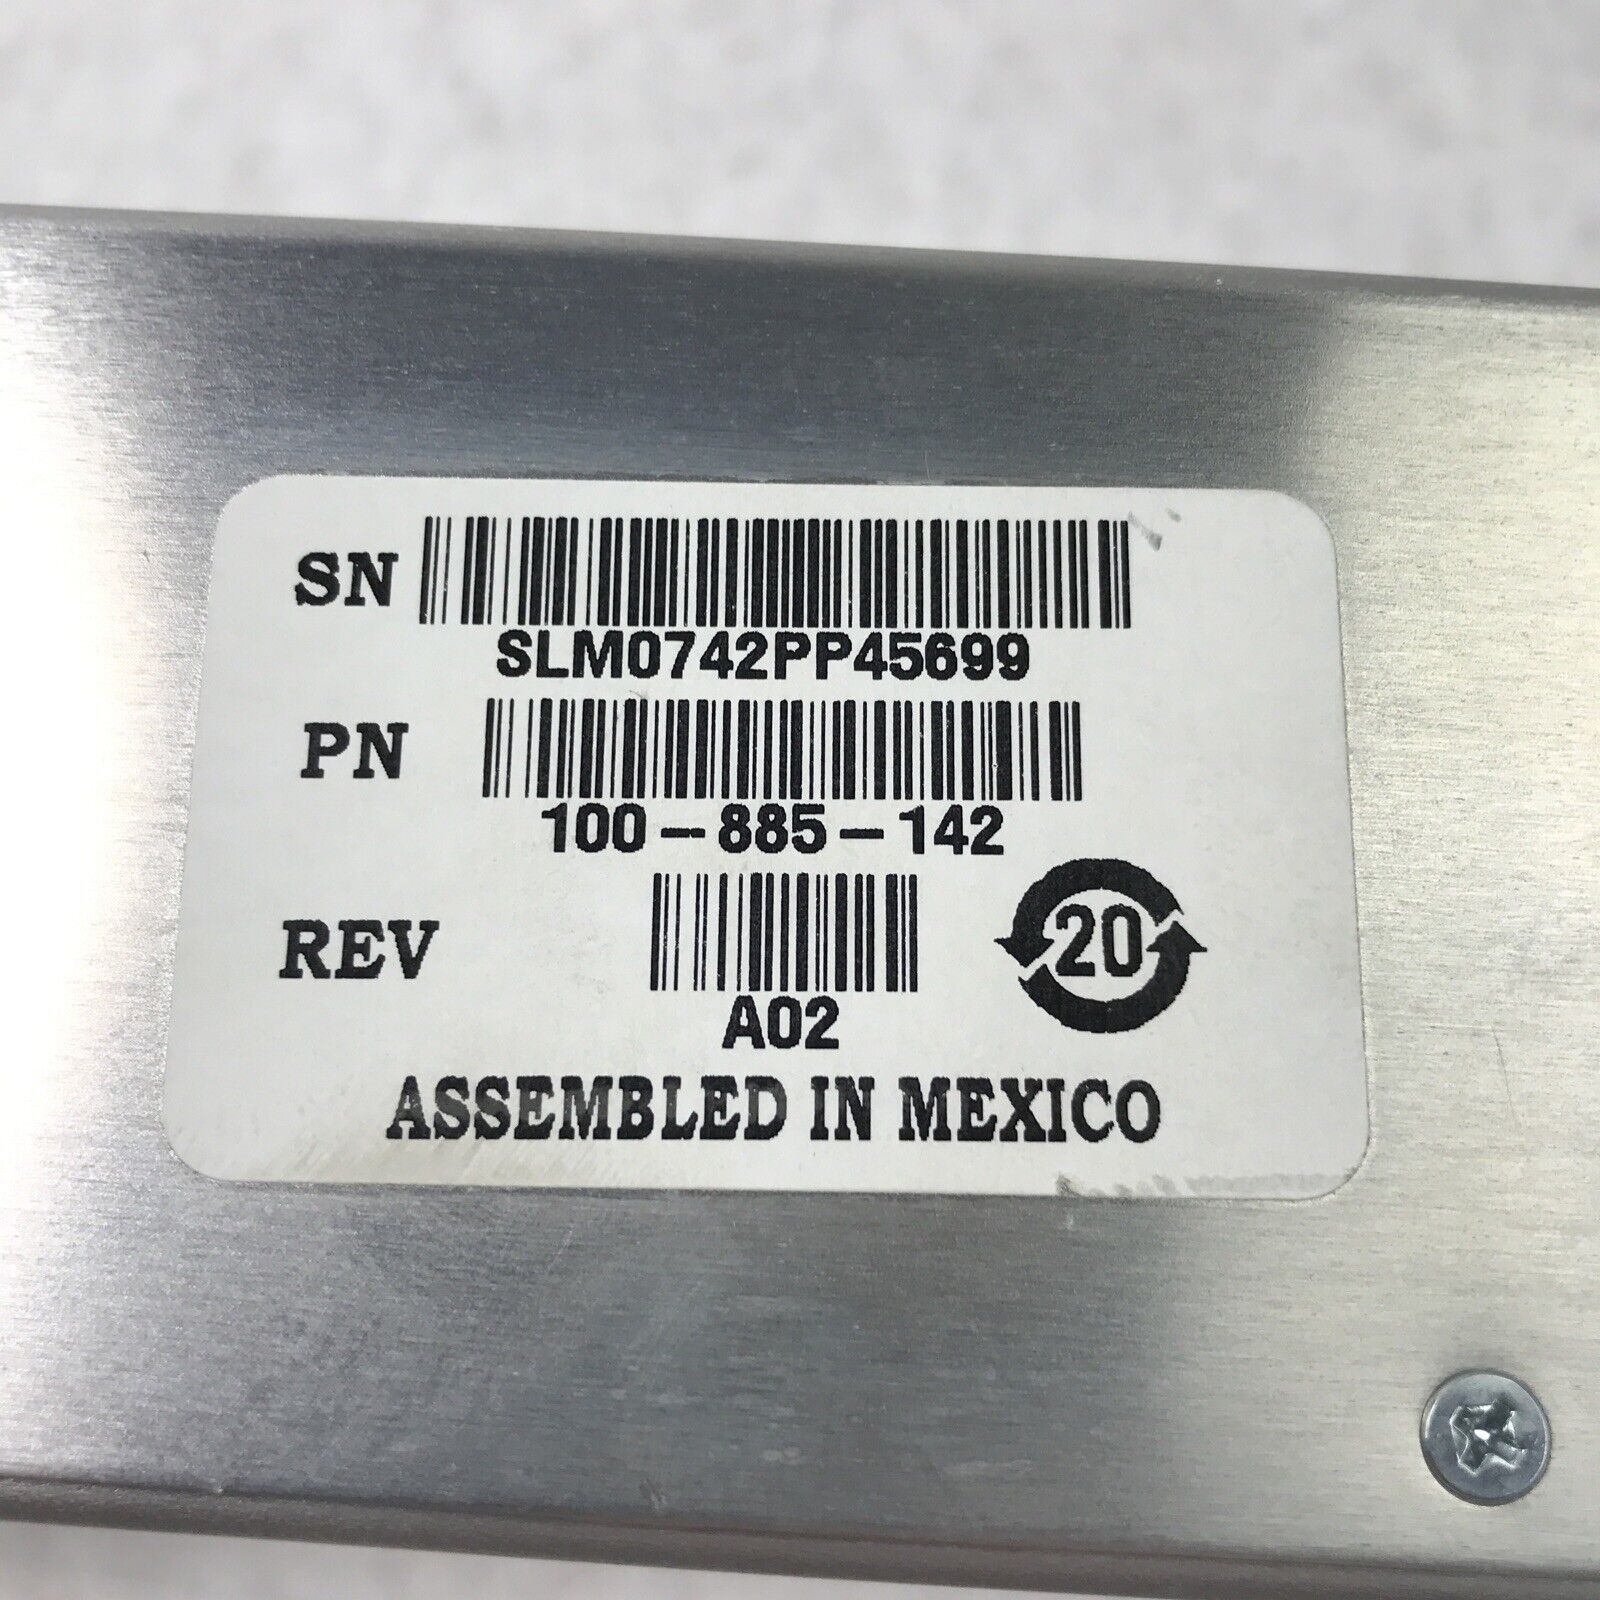 SN
SLM0742PP45699
PN
100-885-142
REV
A02
20
ASSEMBLED IN MEXICO